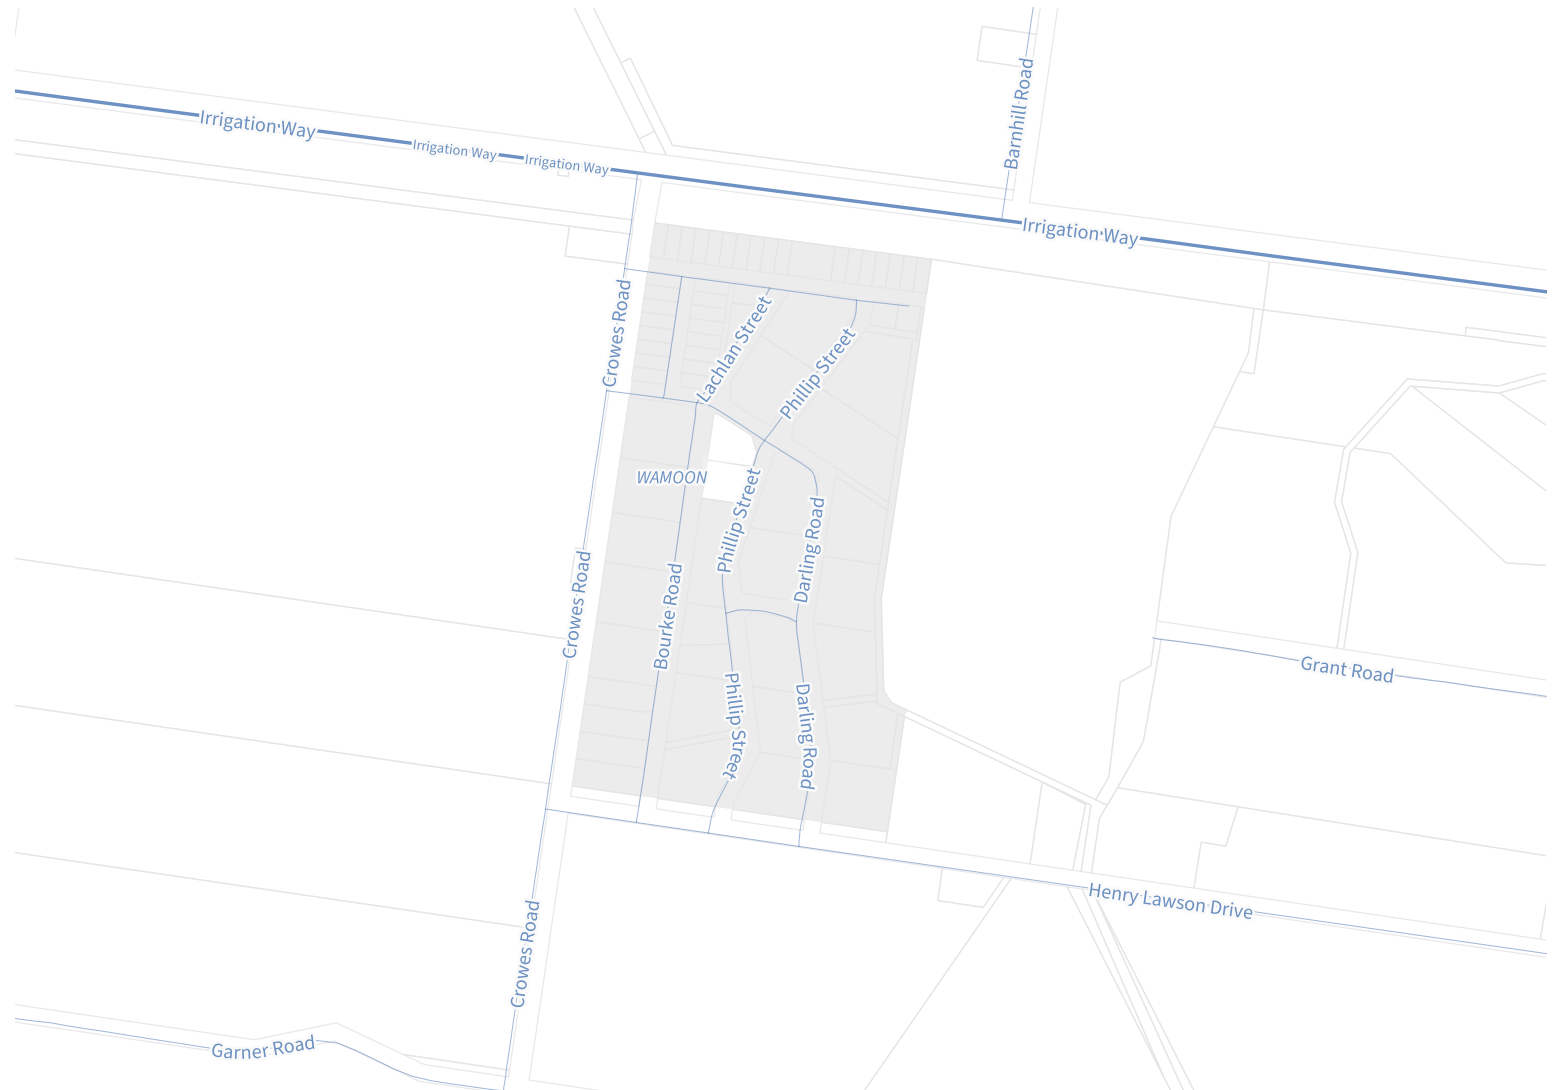 Barnhill Road
Irrigation Way
Irrigation Way
Irrigation Way
Irrigation Way
Crowes Road
Lachlan Street
Phillip Street
WAMOON
Phillip Street
Darling Road
Crowes Road
Bourke Road
Grant Road
Phillip Street
Darling Road
Henry Lawson Drive
Crowes Road
Garner Road